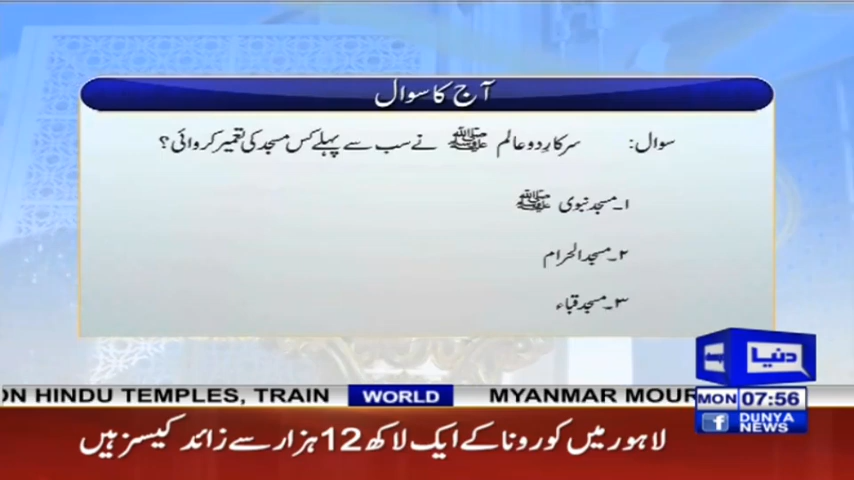 آج کا سوال
سوال: سرکارِ دو عالم ﷺ نے سب سے پہلے کس مسجد کی تعمیر کروائی؟
۱۔ مسجد نبوی ﷺ
۲۔ مسجد الحرام
۳۔ مسجد قباء
دنیا
ON HINDU TEMPLES, TRAIN WORLD MYANMAR MOUR
MON 07:56
DUNYA NEWS
لاہور میں کورونا کے ایک لاکھ 12 ہزار سے زائد کیسز ہیں